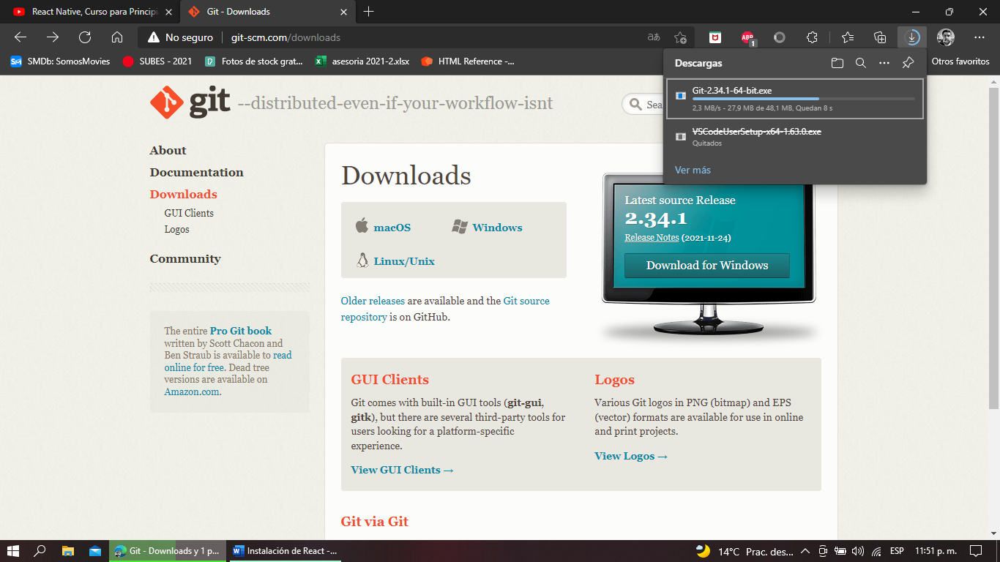 React Native, Curso para Principi
Git - Downloads
No seguro
git-scm.com/downloads
aあ
ABP
1
SM
SMDb: SomosMovies
SUBES - 2021
Fotos de stock grat...
asesoria 2021-2.xlsx
HTML Reference -...
Otros favoritos
Descargas
Git-2.34.1-64-bit.exe
2,3 MB/s - 27,9 MB de 48,1 MB, Quedan 8 s
VSCodeUserSetup-x64-1.63.0.exe
Quitados
Ver más
git --distributed-even-if-your-workflow-isnt
Sea
About
Documentation
Downloads
GUI Clients
Logos
Community
The entire Pro Git book
written by Scott Chacon and
Ben Straub is available to read
online for free. Dead tree
versions are available on
Amazon.com.
Downloads
macOS
Windows
Linux/Unix
Older releases are available and the Git source
repository is on GitHub.
Latest source Release
2.34.1
Release Notes (2021-11-24)
Download for Windows
GUI Clients
Git comes with built-in GUI tools (git-gui,
gitk), but there are several third-party tools for
users looking for a platform-specific
experience.
View GUI Clients →
Logos
Various Git logos in PNG (bitmap) and EPS
(vector) formats are available for use in online
and print projects.
View Logos →
Git via Git
Git - Downloads y 1 p...
Instalación de React -...
14°C Prac. des...
ESP
11:51 p. m.